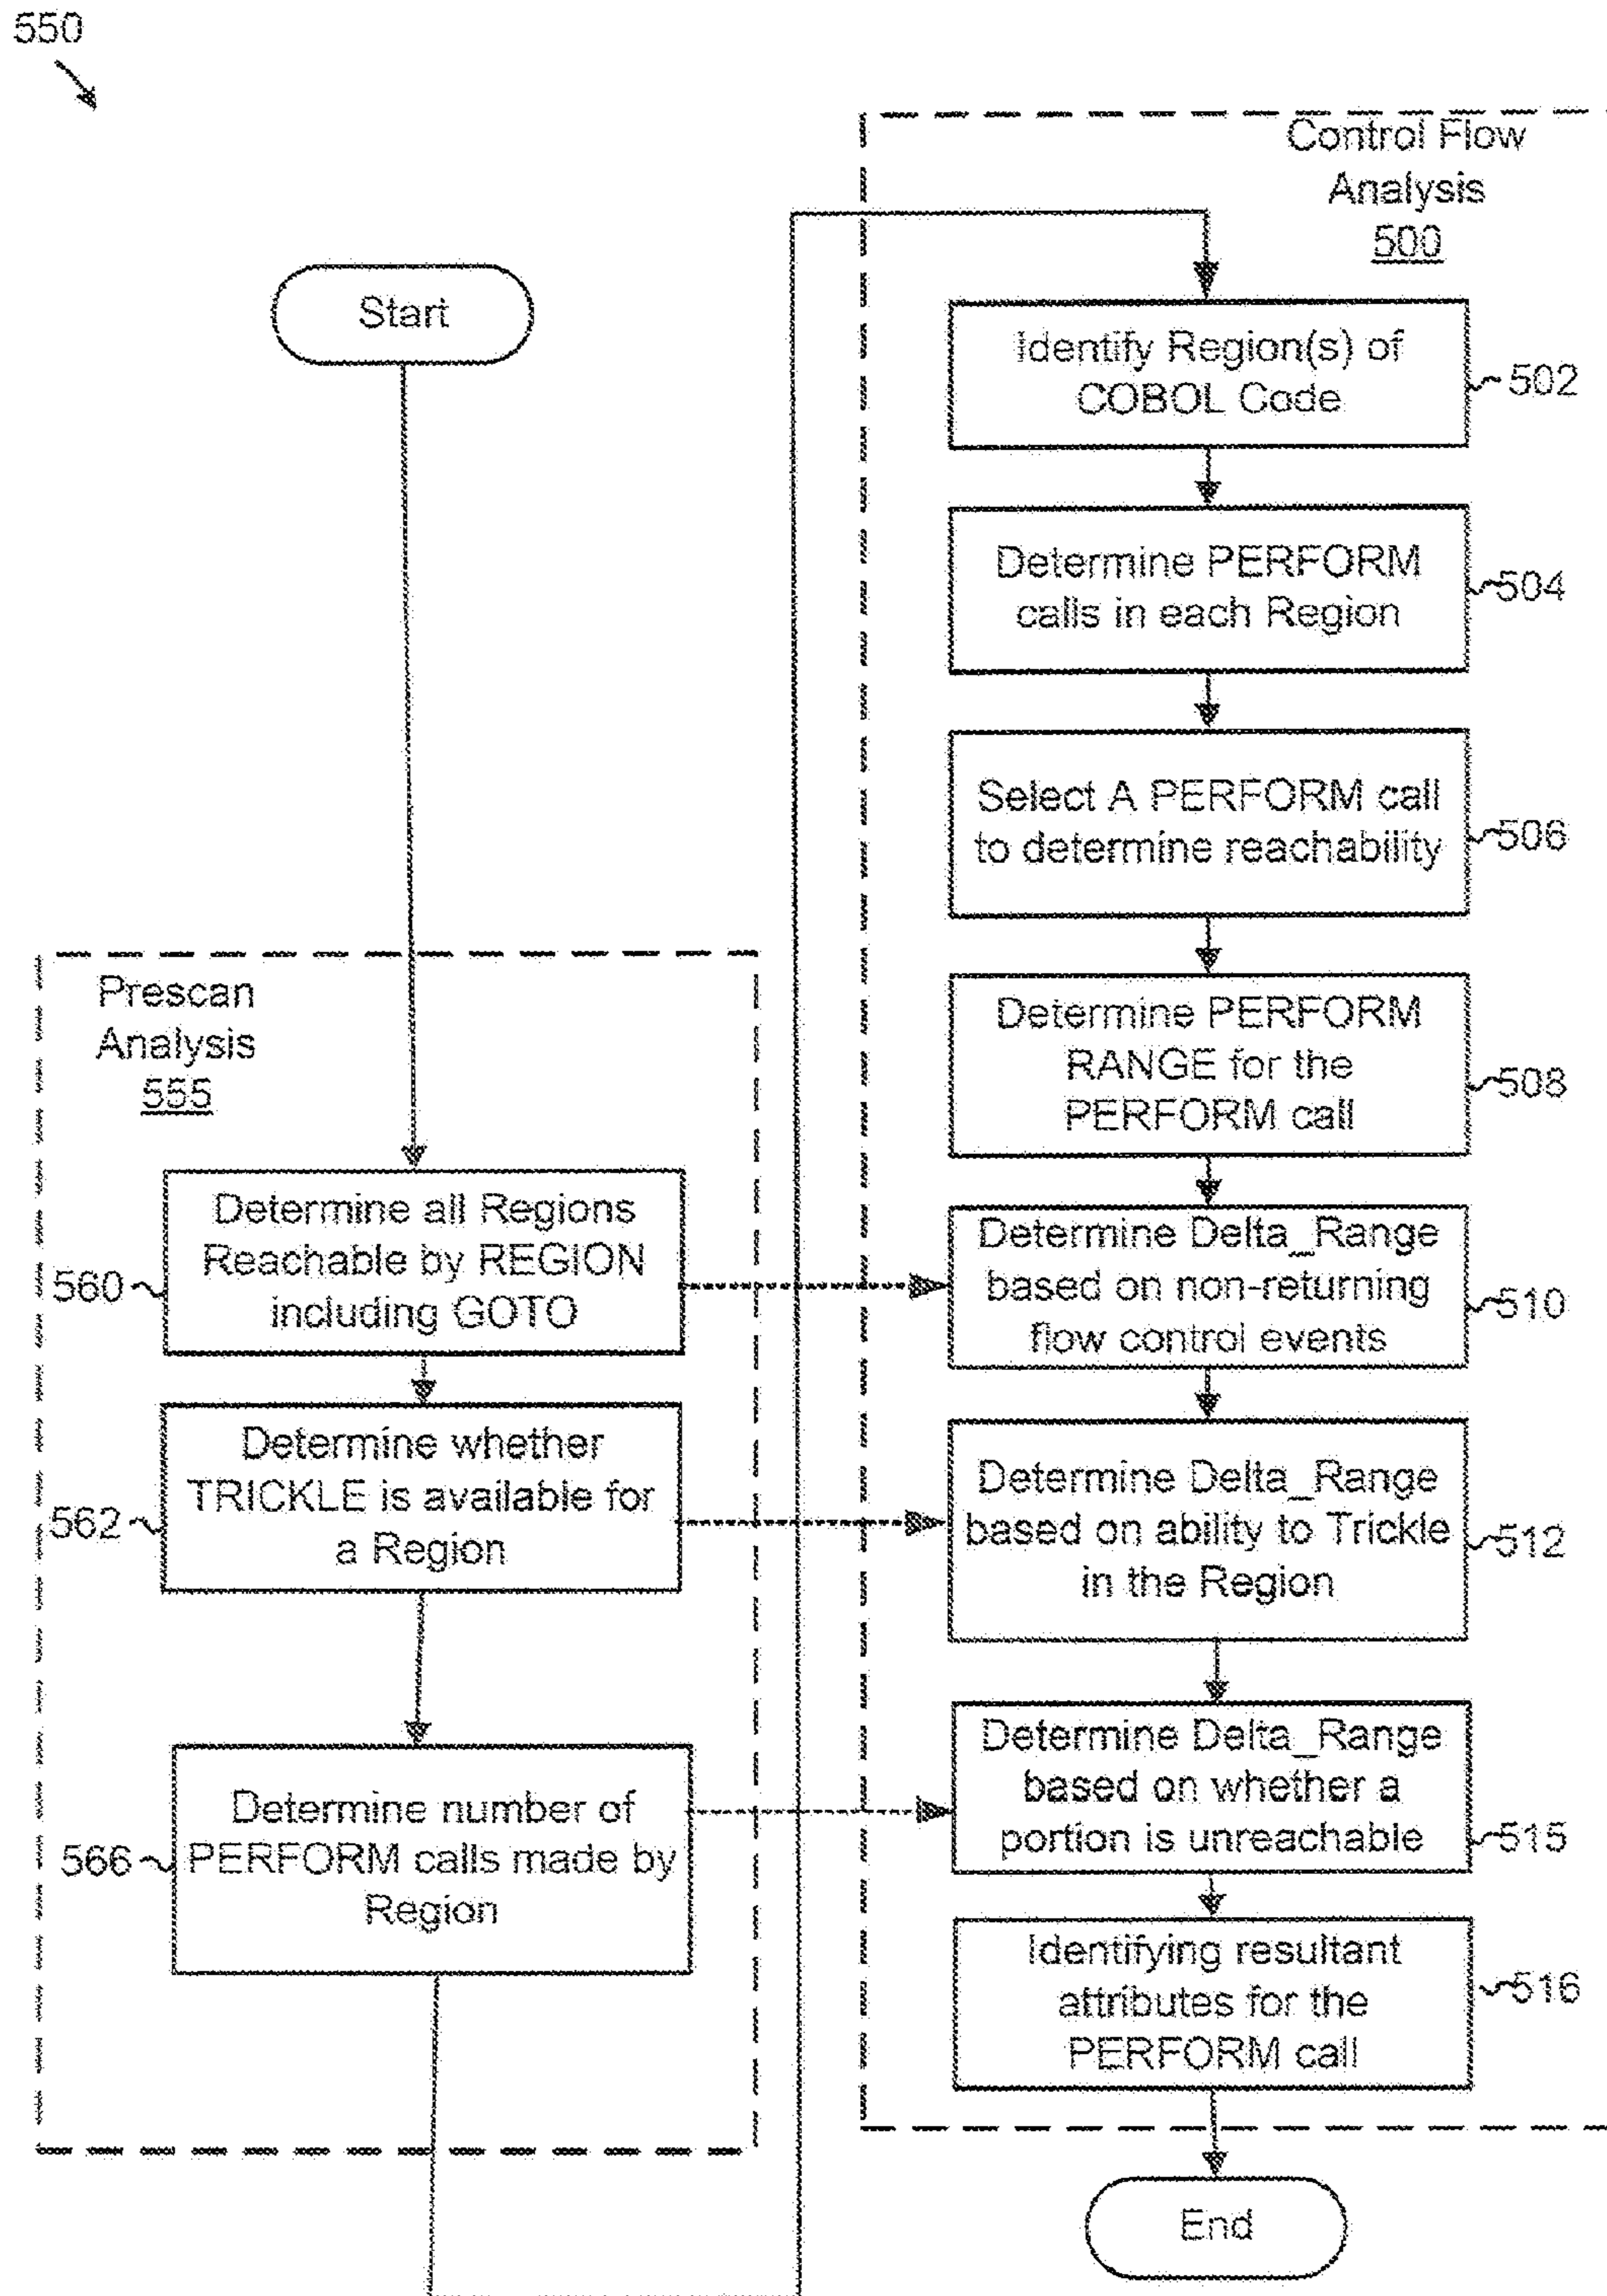 550
Start
Prescan
Analysis
555
Determine all Regions
Reachable by REGION
including GOTO
560
Determine whether
TRICKLE is available for
a Region
562
Determine number of
PERFORM calls made by
Region
566
Control Flow
Analysis
500
Identify Region(s) of
COBOL Code
502
Determine PERFORM
calls in each Region
504
Select A PERFORM call
to determine reachability
506
Determine PERFORM
RANGE for the
PERFORM call
508
Determine Delta_Range
based on non-returning
flow control events
510
Determine Delta_Range
based on ability to Trickle
in the Region
512
Determine Delta_Range
based on whether a
portion is unreachable
515
Identifying resultant
attributes for the
PERFORM call
516
End